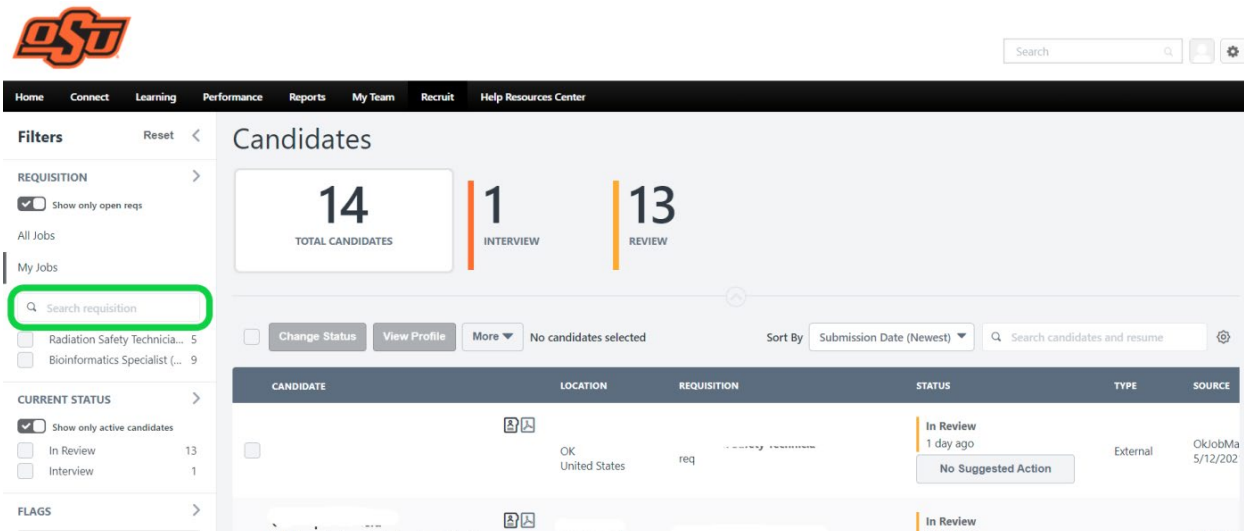 OSU
Search
Home Connect Learning Performance Reports My Team Recruit Help Resources Center
Filters Reset
REQUISITION
Show only open reqs
All Jobs
My Jobs
Search requisition
Radiation Safety Technicia... 5
Bioinformatics Specialist (... 9
CURRENT STATUS
Show only active candidates
In Review 13
Interview 1
FLAGS
Candidates
14
TOTAL CANDIDATES
1
INTERVIEW
13
REVIEW
Change Status View Profile More No candidates selected Sort By Submission Date (Newest) Search candidates and resume
CANDIDATE LOCATION REQUISITION STATUS TYPE SOURCE
In Review
1 day ago
OK
United States
req
No Suggested Action
External
OkJobMa
5/12/202
In Review